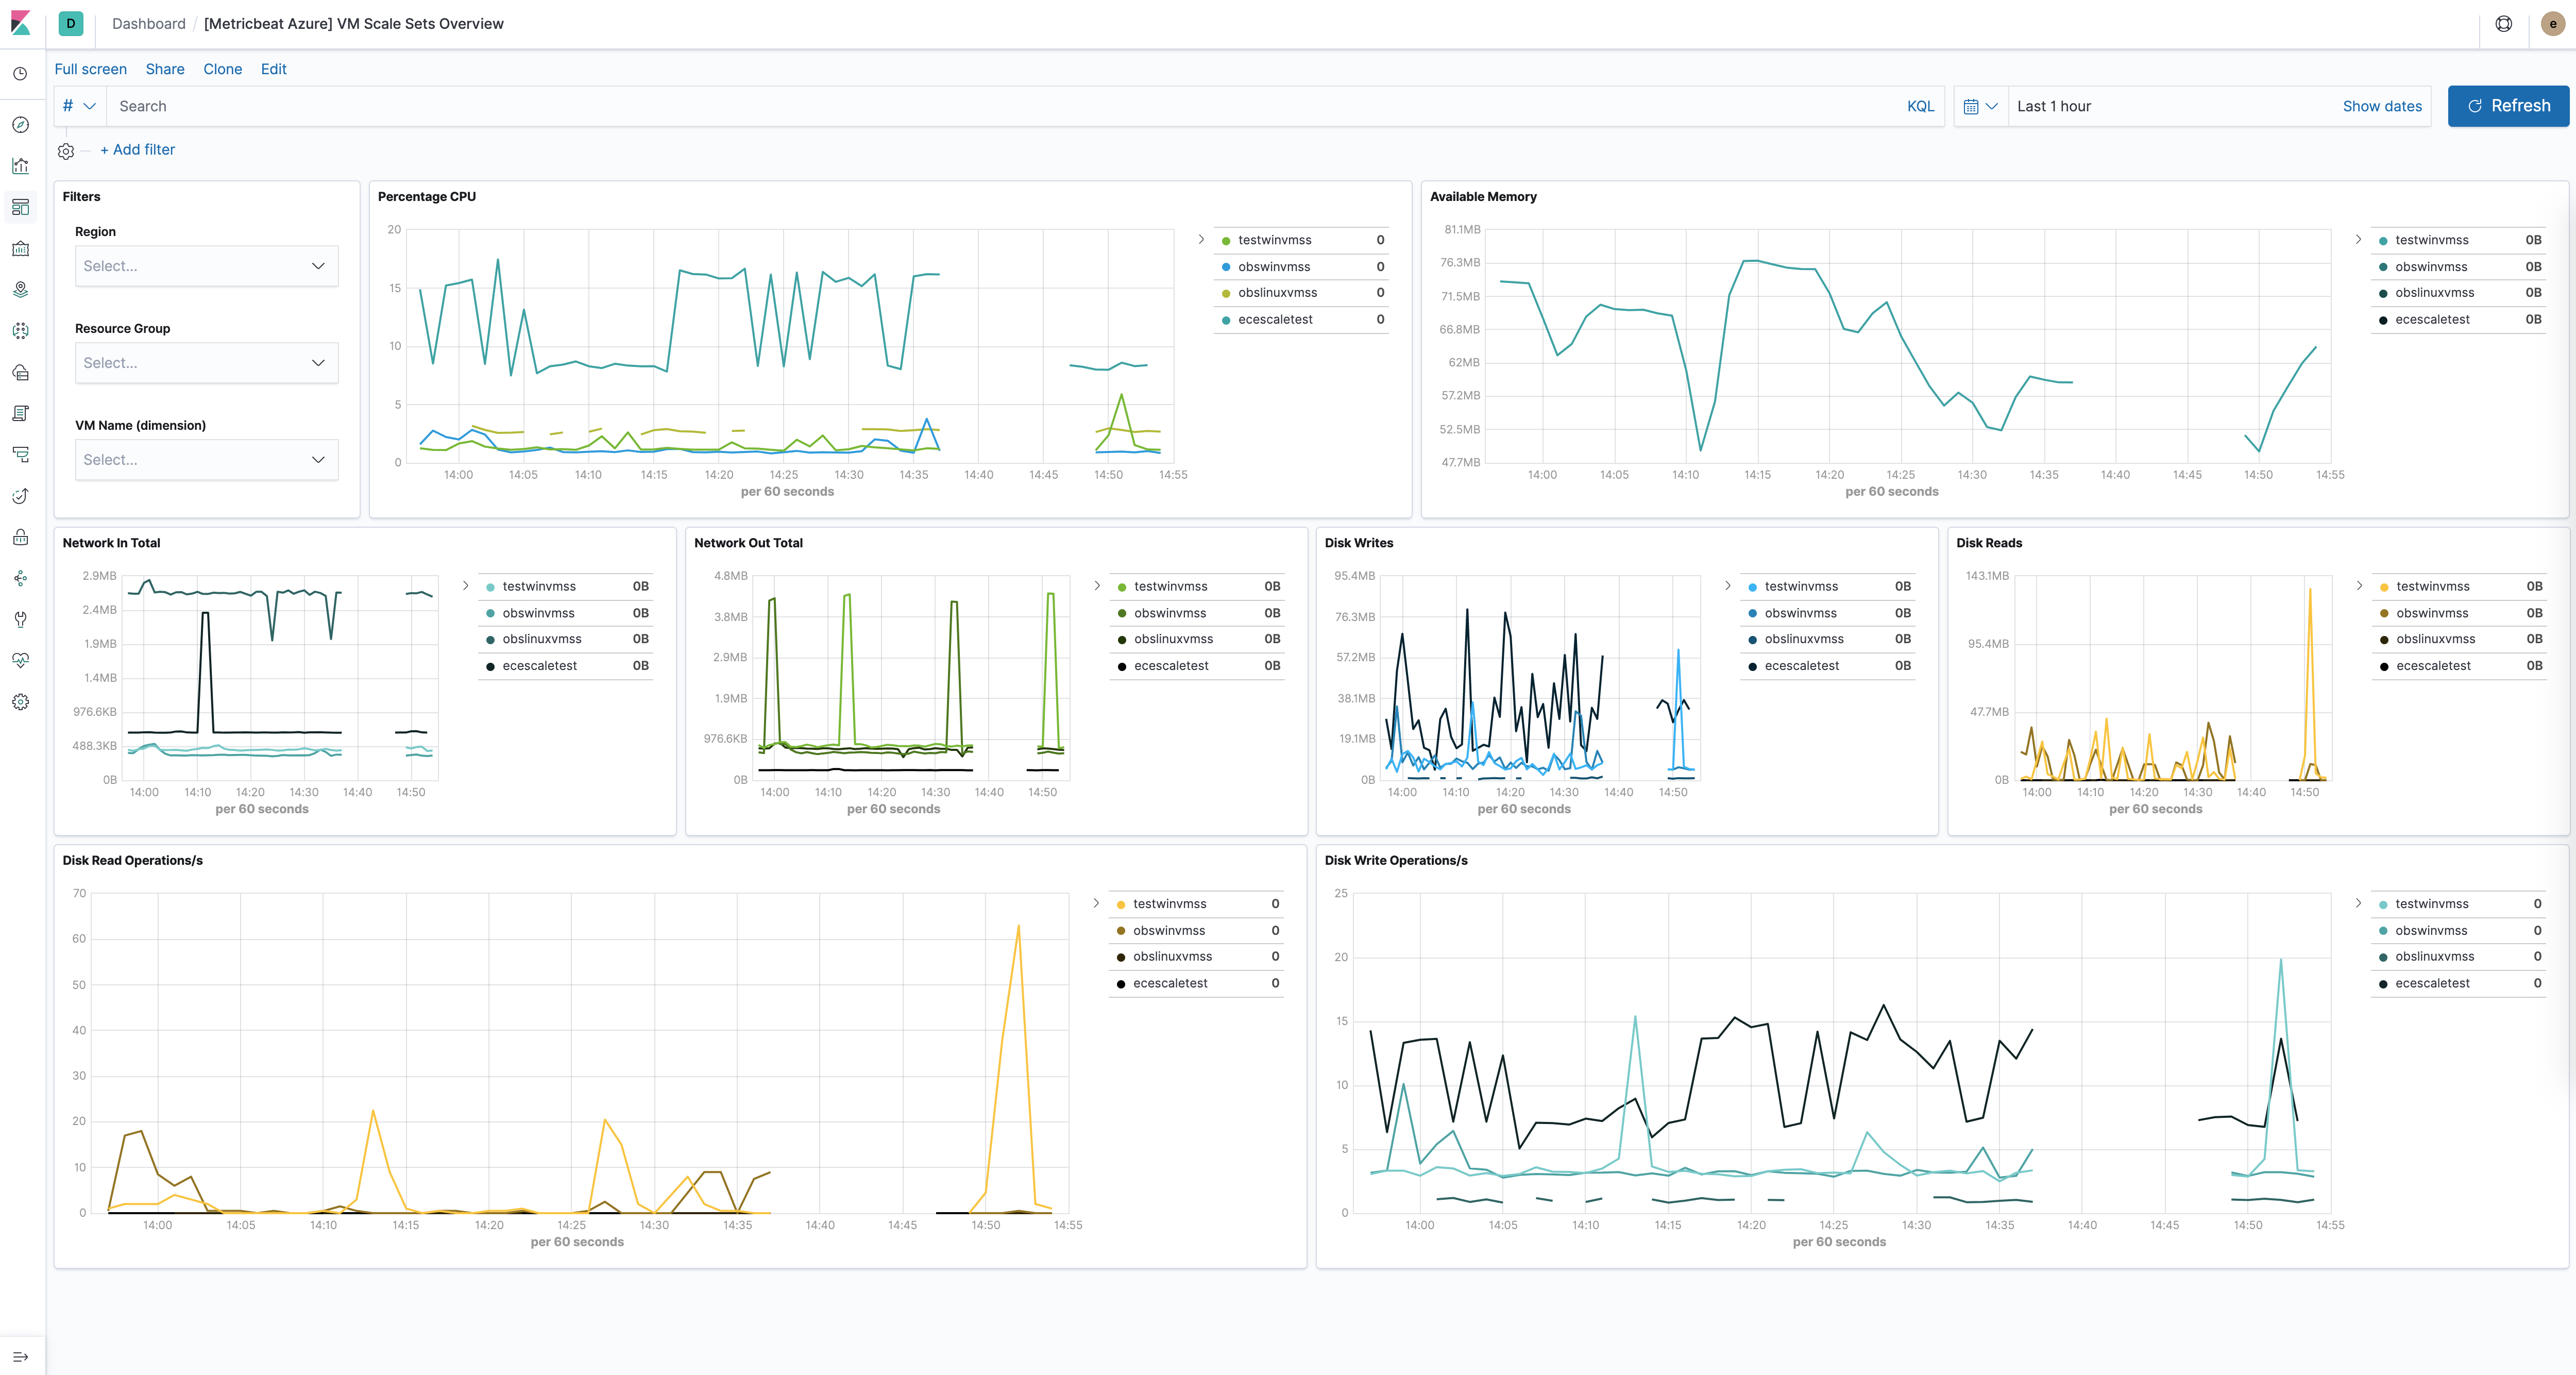 D Dashboard / [Metricbeat Azure] VM Scale Sets Overview e
Full screen Share Clone Edit
# Search KQL Last 1 hour Show dates Refresh
+ Add filter
Filters
Region
Select...
Resource Group
Select...
VM Name (dimension)
Select...
Percentage CPU
20
15
10
5
0
14:00 14:05 14:10 14:15 14:20 14:25 14:30 14:35 14:40 14:45 14:50 14:55
per 60 seconds
testwinvmss 0
obswinvmss 0
obslinuxvmss 0
ecescaletest 0
Available Memory
81.1MB
76.3MB
71.5MB
66.8MB
62MB
57.2MB
52.5MB
47.7MB
14:00 14:05 14:10 14:15 14:20 14:25 14:30 14:35 14:40 14:45 14:50 14:55
per 60 seconds
testwinvmss 0B
obswinvmss 0B
obslinuxvmss 0B
ecescaletest 0B
Network In Total
2.9MB
2.4MB
1.9MB
1.4MB
976.6KB
488.3KB
0B
14:00 14:10 14:20 14:30 14:40 14:50
per 60 seconds
testwinvmss 0B
obswinvmss 0B
obslinuxvmss 0B
ecescaletest 0B
Network Out Total
4.8MB
3.8MB
2.9MB
1.9MB
976.6KB
0B
14:00 14:10 14:20 14:30 14:40 14:50
per 60 seconds
testwinvmss 0B
obswinvmss 0B
obslinuxvmss 0B
ecescaletest 0B
Disk Writes
95.4MB
76.3MB
57.2MB
38.1MB
19.1MB
0B
14:00 14:10 14:20 14:30 14:40 14:50
per 60 seconds
testwinvmss 0B
obswinvmss 0B
obslinuxvmss 0B
ecescaletest 0B
Disk Reads
143.1MB
95.4MB
47.7MB
0B
14:00 14:10 14:20 14:30 14:40 14:50
per 60 seconds
testwinvmss 0B
obswinvmss 0B
obslinuxvmss 0B
ecescaletest 0B
Disk Read Operations/s
70
60
50
40
30
20
10
0
14:00 14:05 14:10 14:15 14:20 14:25 14:30 14:35 14:40 14:45 14:50 14:55
per 60 seconds
testwinvmss 0
obswinvmss 0
obslinuxvmss 0
ecescaletest 0
Disk Write Operations/s
25
20
15
10
5
0
14:00 14:05 14:10 14:15 14:20 14:25 14:30 14:35 14:40 14:45 14:50 14:55
per 60 seconds
testwinvmss 0
obswinvmss 0
obslinuxvmss 0
ecescaletest 0